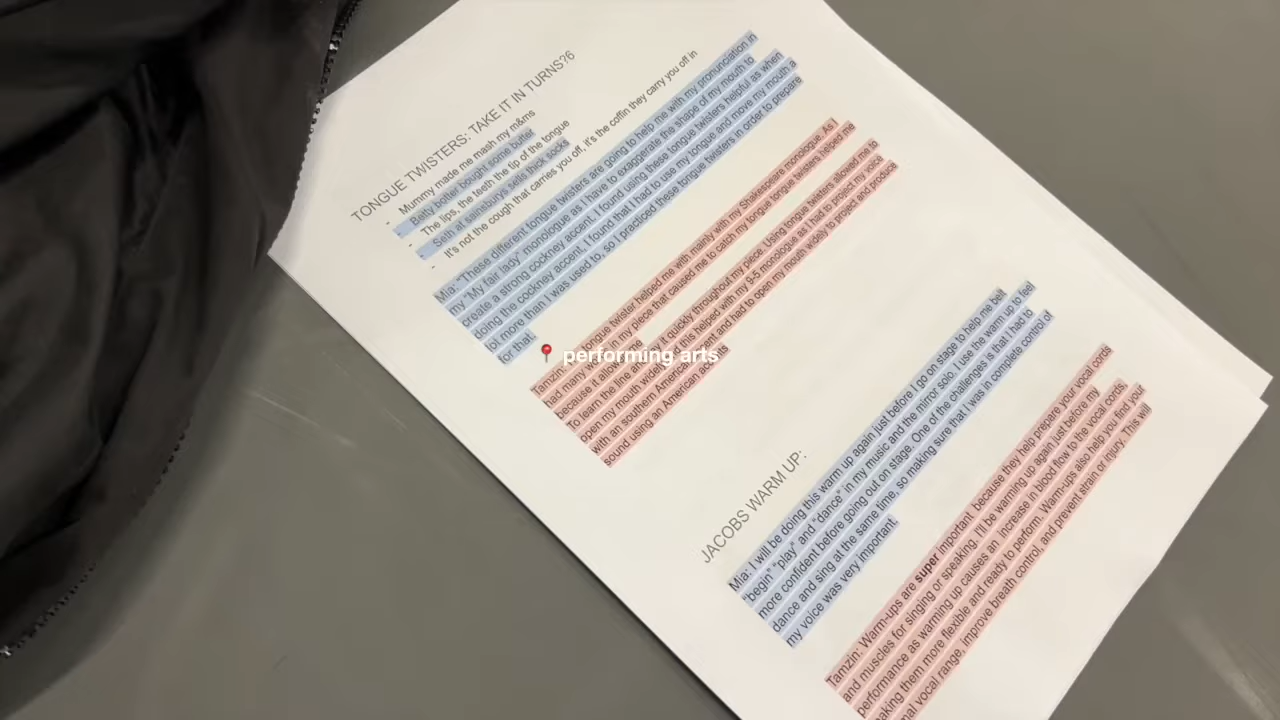 TONGUE TWISTERS: TAKE IT IN TURNS?6
- Mummy made me mash my m&ms
- Batty botter bought some butter
- The lips, the teeth the tip of the tongue
- Seth at sainsburys sells thick socks
- It's not the cough that carries you off, it's the coffin they carry you off in
Mia: "These different tongue twisters are going to help me with my pronunciation in
my "My fair lady' monologue as I have to exaggerate the shape of my mouth to
create a strong cockney accent. I found using these tongue twisters helpful as when
doing the cockney accent, I found that I had to use my tongue and move my mouth a
lot more than I was used to, so I practiced these tongue twisters in order to prepare
for that.
Tamzin: tongue twister helped me with mainly with my Shakespeare monologue. As I
had many in my piece that caused me to catch my tongue tongue twisters helped me
because it allow
To learn the line and y it quickly throughout my piece. Using tongue twisters allowed me to
open my mouth widely d this helped with my 9-5 monologue as I had to project my voice
with an southern America cent and had to open my mouth widely to project and produce
sound using an American accents
📍 performing arts
JACOBS WARM UP:
Mia: I will be doing this warm up again just before I go on stage to help me belt
"begin" "play" and "dance" in my music and the mirror solo. I use the warm up to feel
more confident before going out on stage. One of the challenges is that I had to
dance and sing at the same time, so making sure that I was in complete control of
my voice was very important.
Tamzin: Warm-ups are super important, because they help prepare your vocal cords
and muscles for singing or speaking. I'll be warming up again just before my
performance as warming up causes an increase in blood flow to the vocal cords,
aking them more flexible and ready to perform. Warm-ups also help you find your
mal vocal range, improve breath control, and prevent strain or injury. This will